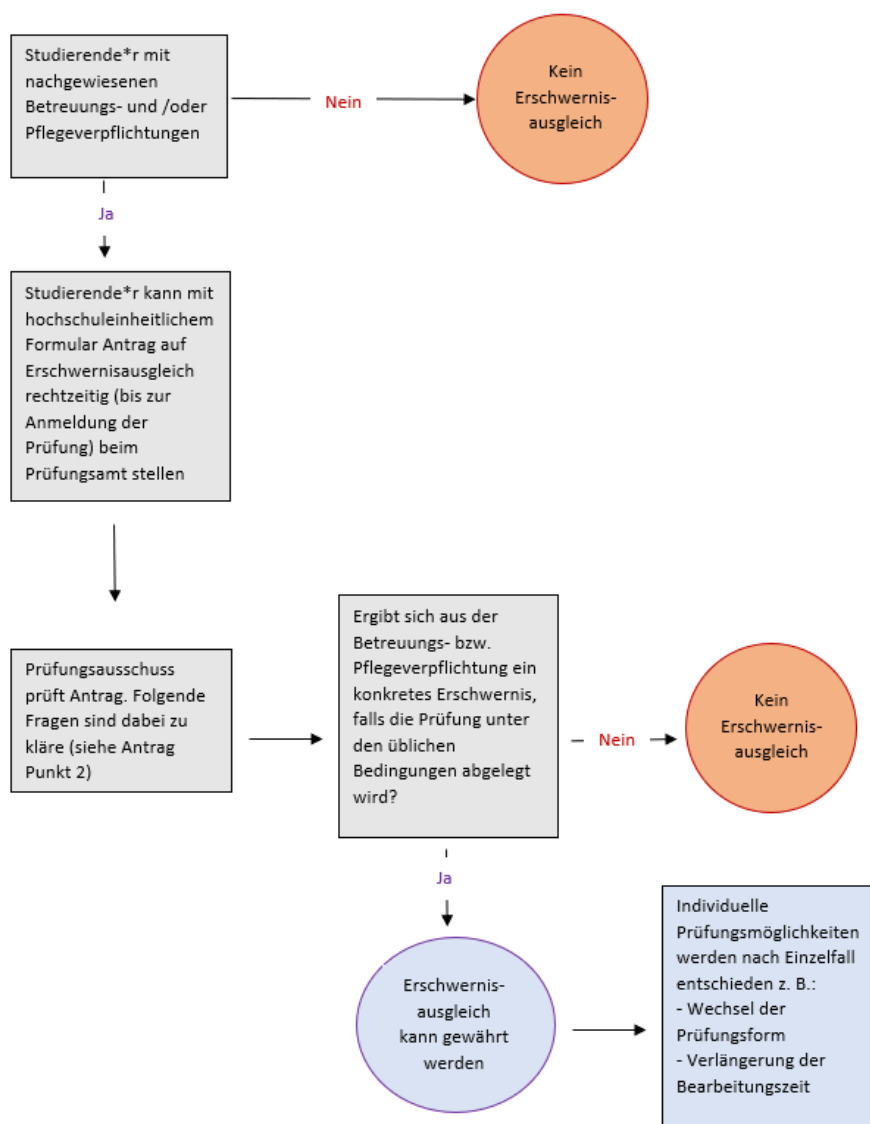 Studierende*r mit
nachgewiesenen
Betreuungs- und /oder
Pflegeverpflichtungen
Nein
Kein
Erschwernis-
ausgleich
Ja
Studierende*r kann mit
hochschuleinheitlichem
Formular Antrag auf
Erschwernisausgleich
rechtzeitig (bis zur
Anmeldung der
Prüfung) beim
Prüfungsamt stellen
Prüfungsausschuss
prüft Antrag. Folgende
Fragen sind dabei zu
kläre (siehe Antrag
Punkt 2)
Ergibt sich aus der
Betreuungs- bzw.
Pflegeverpflichtung ein
konkretes Erschwernis,
falls die Prüfung unter
den üblichen
Bedingungen abgelegt
wird?
Nein
Kein
Erschwernis-
ausgleich
Ja
Erschwernis-
ausgleich
kann gewährt
werden
Individuelle
Prüfungsmöglichkeiten
werden nach Einzelfall
entschieden z. B.:
- Wechsel der
Prüfungsform
- Verlängerung der
Bearbeitungszeit